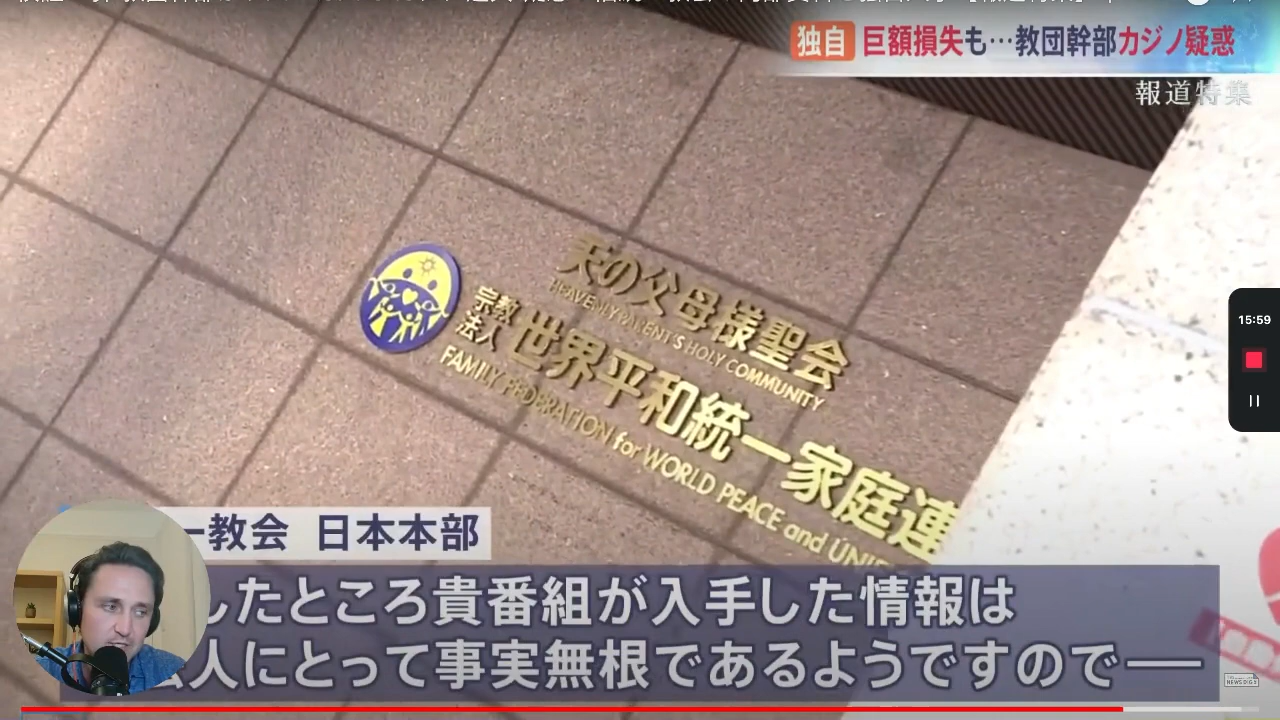 独自 巨額損失も…教団幹部カジノ疑惑
報道特集
天の父母様聖会
HEAVENLY PARENT'S HOLY COMMUNITY
宗教法人 世界平和統一家庭連
FAMILY FEDERATION for WORLD PEACE and UNIFI
15:59
一教会 日本本部
したところ貴番組が入手した情報は
人にとって事実無根であるようですので――
NEWS DIG